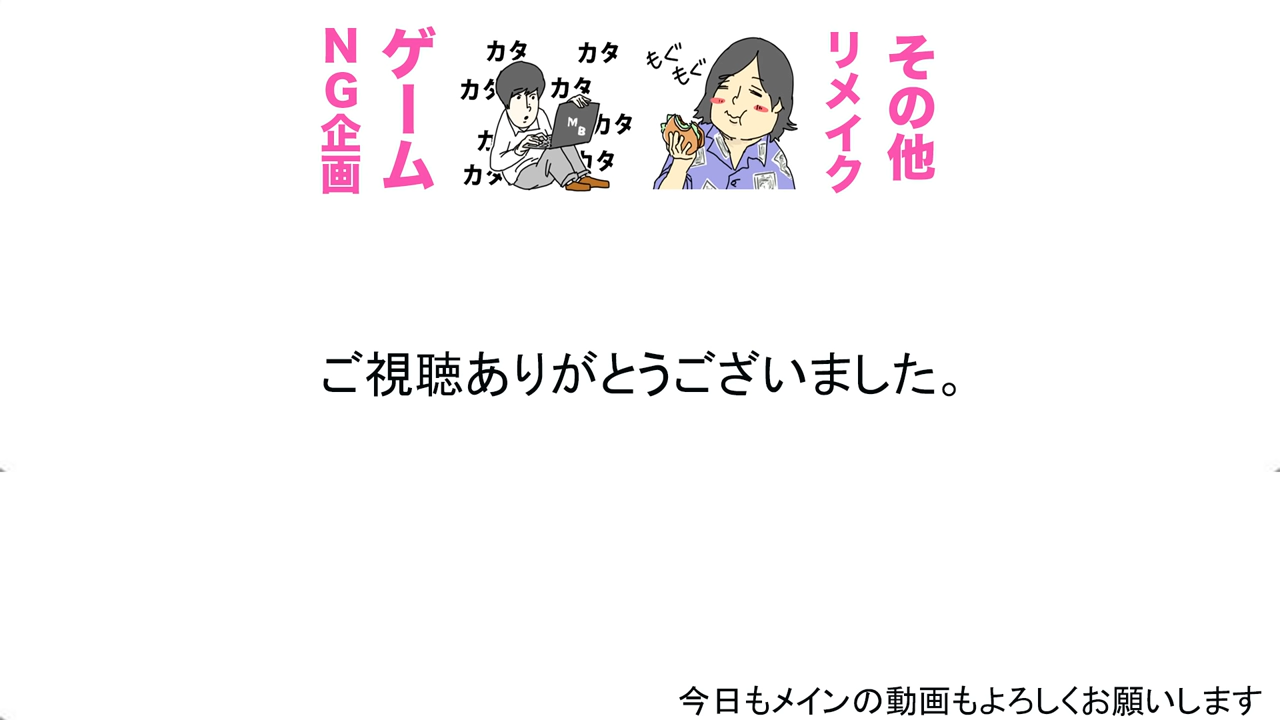 その他
リメイク
ゲーム
NG企画
カタ
カタ
カタ
カタ
カタ
カタ
カタ
カタ
もぐ
もぐ
MB
ご視聴ありがとうございました。
今日もメインの動画もよろしくお願いします